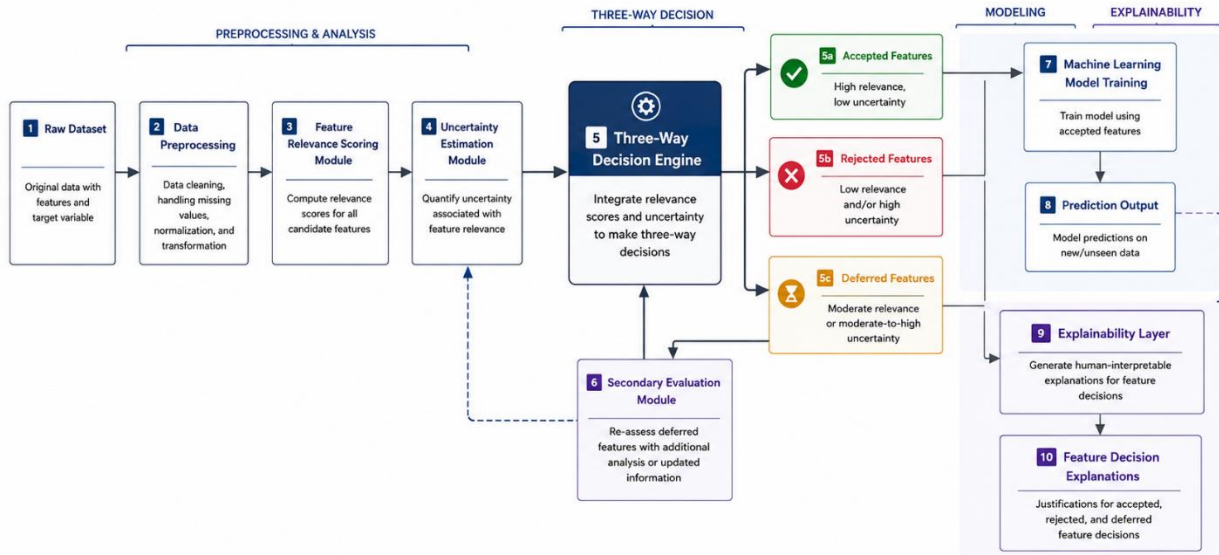 PREPROCESSING & ANALYSIS
THREE-WAY DECISION
MODELING
EXPLAINABILITY
1 Raw Dataset
Original data with
features and
target variable
2 Data
Preprocessing
Data cleaning,
handling missing
values,
normalization, and
transformation
3 Feature
Relevance Scoring
Module
Compute relevance
scores for all
candidate features
4 Uncertainty
Estimation
Module
Quantify uncertainty
associated with
feature relevance
5 Three-Way
Decision Engine
Integrate relevance
scores and uncertainty
to make three-way
decisions
5a Accepted Features
High relevance,
low uncertainty
5b Rejected Features
Low relevance
and/or high
uncertainty
5c Deferred Features
Moderate relevance
or moderate-to-high
uncertainty
6 Secondary Evaluation
Module
Re-assess deferred
features with additional
analysis or updated
information
7 Machine Learning
Model Training
Train model using
accepted features
8 Prediction Output
Model predictions on
new/unseen data
9 Explainability Layer
Generate human-interpretable
explanations for feature
decisions
10 Feature Decision
Explanations
Justifications for accepted,
rejected, and deferred
feature decisions